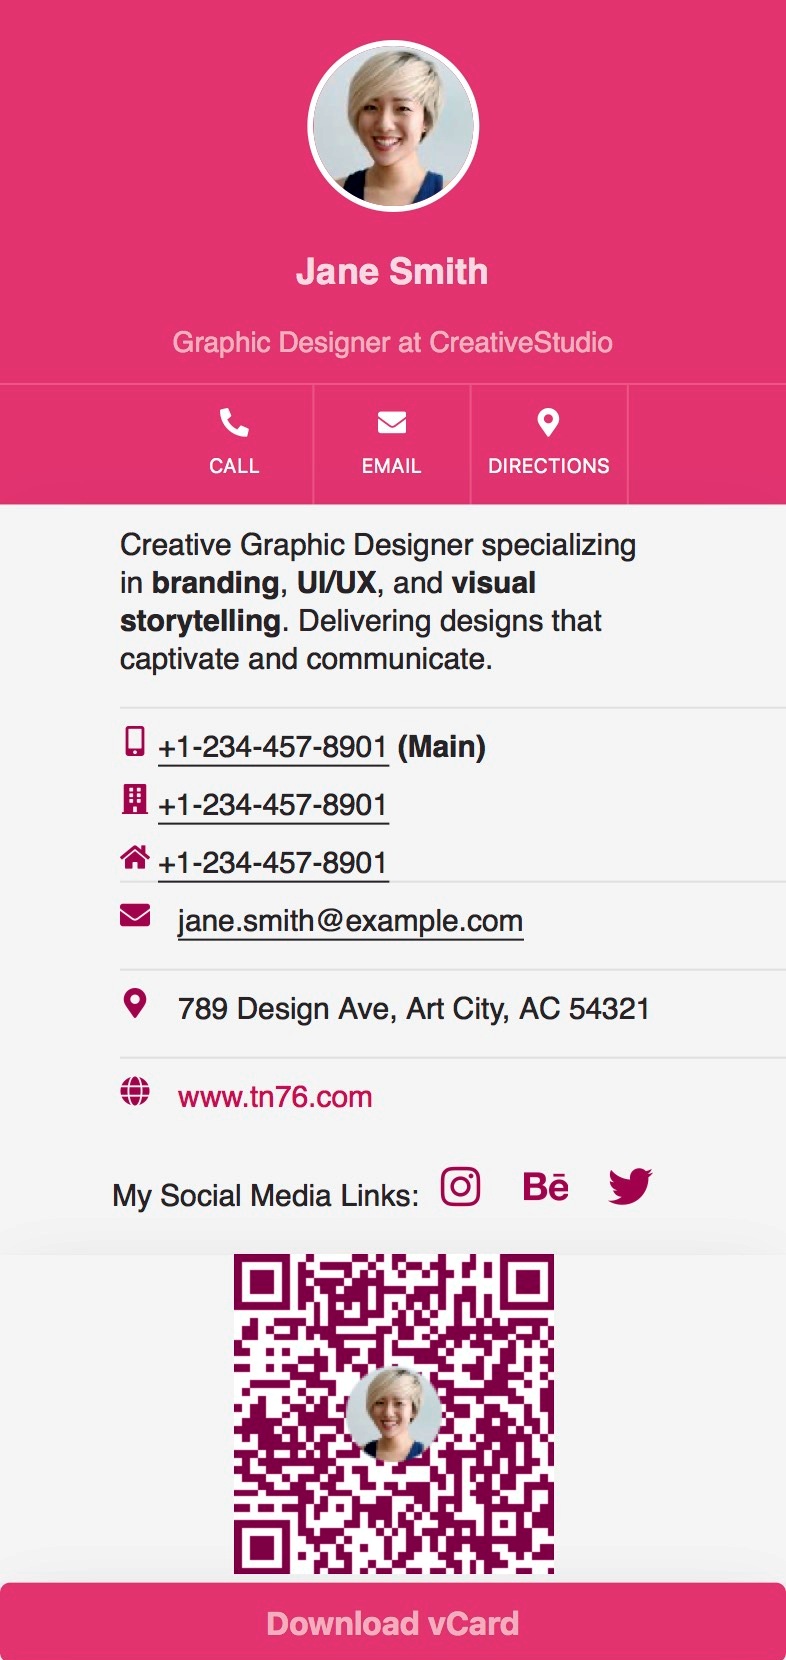 Jane Smith
Graphic Designer at CreativeStudio
CALL
EMAIL
DIRECTIONS
Creative Graphic Designer specializing
in branding, UI/UX, and visual
storytelling. Delivering designs that
captivate and communicate.
+1-234-457-8901 (Main)
+1-234-457-8901
+1-234-457-8901
jane.smith@example.com
789 Design Ave, Art City, AC 54321
www.tn76.com
My Social Media Links: Bē
Download vCard